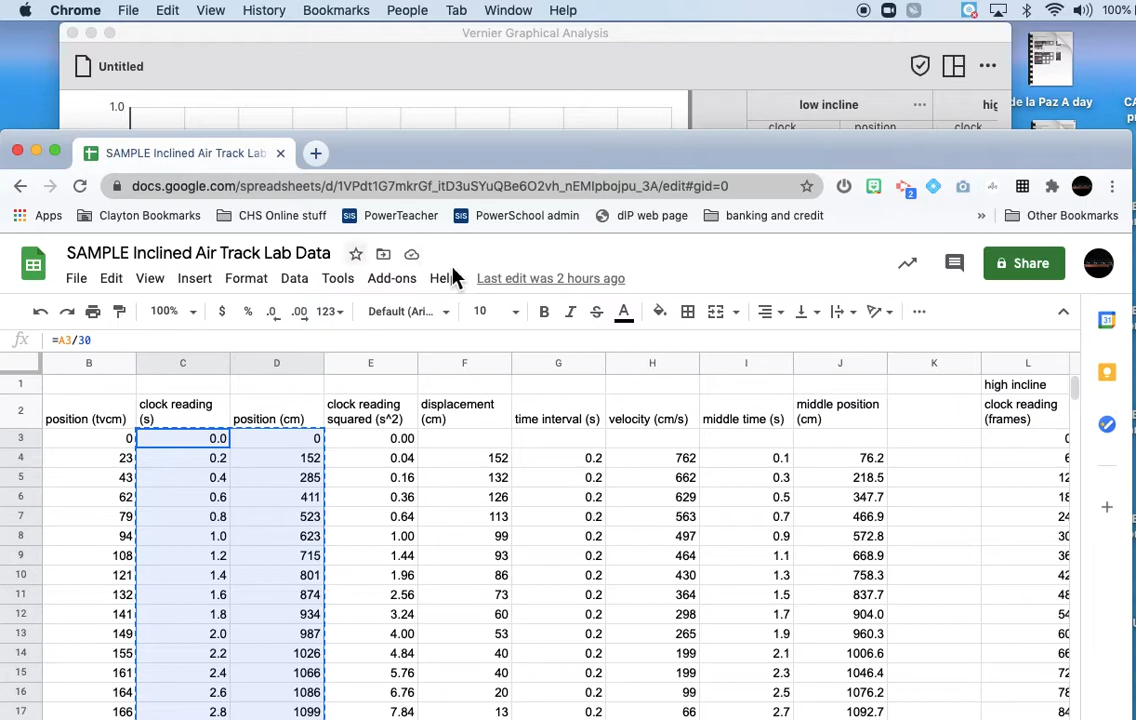 Chrome File Edit View History Bookmarks People Tab Window Help 100%
Vernier Graphical Analysis
Untitled
de la Paz A day
1.0 low incline
clock position clock
SAMPLE Inclined Air Track Lab
docs.google.com/spreadsheets/d/1VPdt1G7mkrGf_itD3uSYuQBe6O2vh_nEMIpbojpu_3A/edit#gid=0
2
Apps Clayton Bookmarks CHS Online stuff SIS PowerTeacher SIS PowerSchool admin dIP web page banking and credit » Other Bookmarks
SAMPLE Inclined Air Track Lab Data
Share
File Edit View Insert Format Data Tools Add-ons Help Last edit was 2 hours ago
100% $ % .0 .00 123 Default (Ari... 10 B I S A
31
fx =A3/30
B C D E F G H I J K L
1 high incline
2 position (tvcm) clock reading (s) position (cm) clock reading squared (s^2) displacement (cm) time interval (s) velocity (cm/s) middle time (s) middle position (cm) clock reading (frames)
3 0 0.0 0 0.00 0
4 23 0.2 152 0.04 152 0.2 762 0.1 76.2 6
5 43 0.4 285 0.16 132 0.2 662 0.3 218.5 12
6 62 0.6 411 0.36 126 0.2 629 0.5 347.7 18
7 79 0.8 523 0.64 113 0.2 563 0.7 466.9 24
8 94 1.0 623 1.00 99 0.2 497 0.9 572.8 30
9 108 1.2 715 1.44 93 0.2 464 1.1 668.9 36
10 121 1.4 801 1.96 86 0.2 430 1.3 758.3 42
11 132 1.6 874 2.56 73 0.2 364 1.5 837.7 48
12 141 1.8 934 3.24 60 0.2 298 1.7 904.0 54
13 149 2.0 987 4.00 53 0.2 265 1.9 960.3 60
14 155 2.2 1026 4.84 40 0.2 199 2.1 1006.6 66
15 161 2.4 1066 5.76 40 0.2 199 2.3 1046.4 72
16 164 2.6 1086 6.76 20 0.2 99 2.5 1076.2 78
17 166 2.8 1099 7.84 13 0.2 66 2.7 1092.7 84